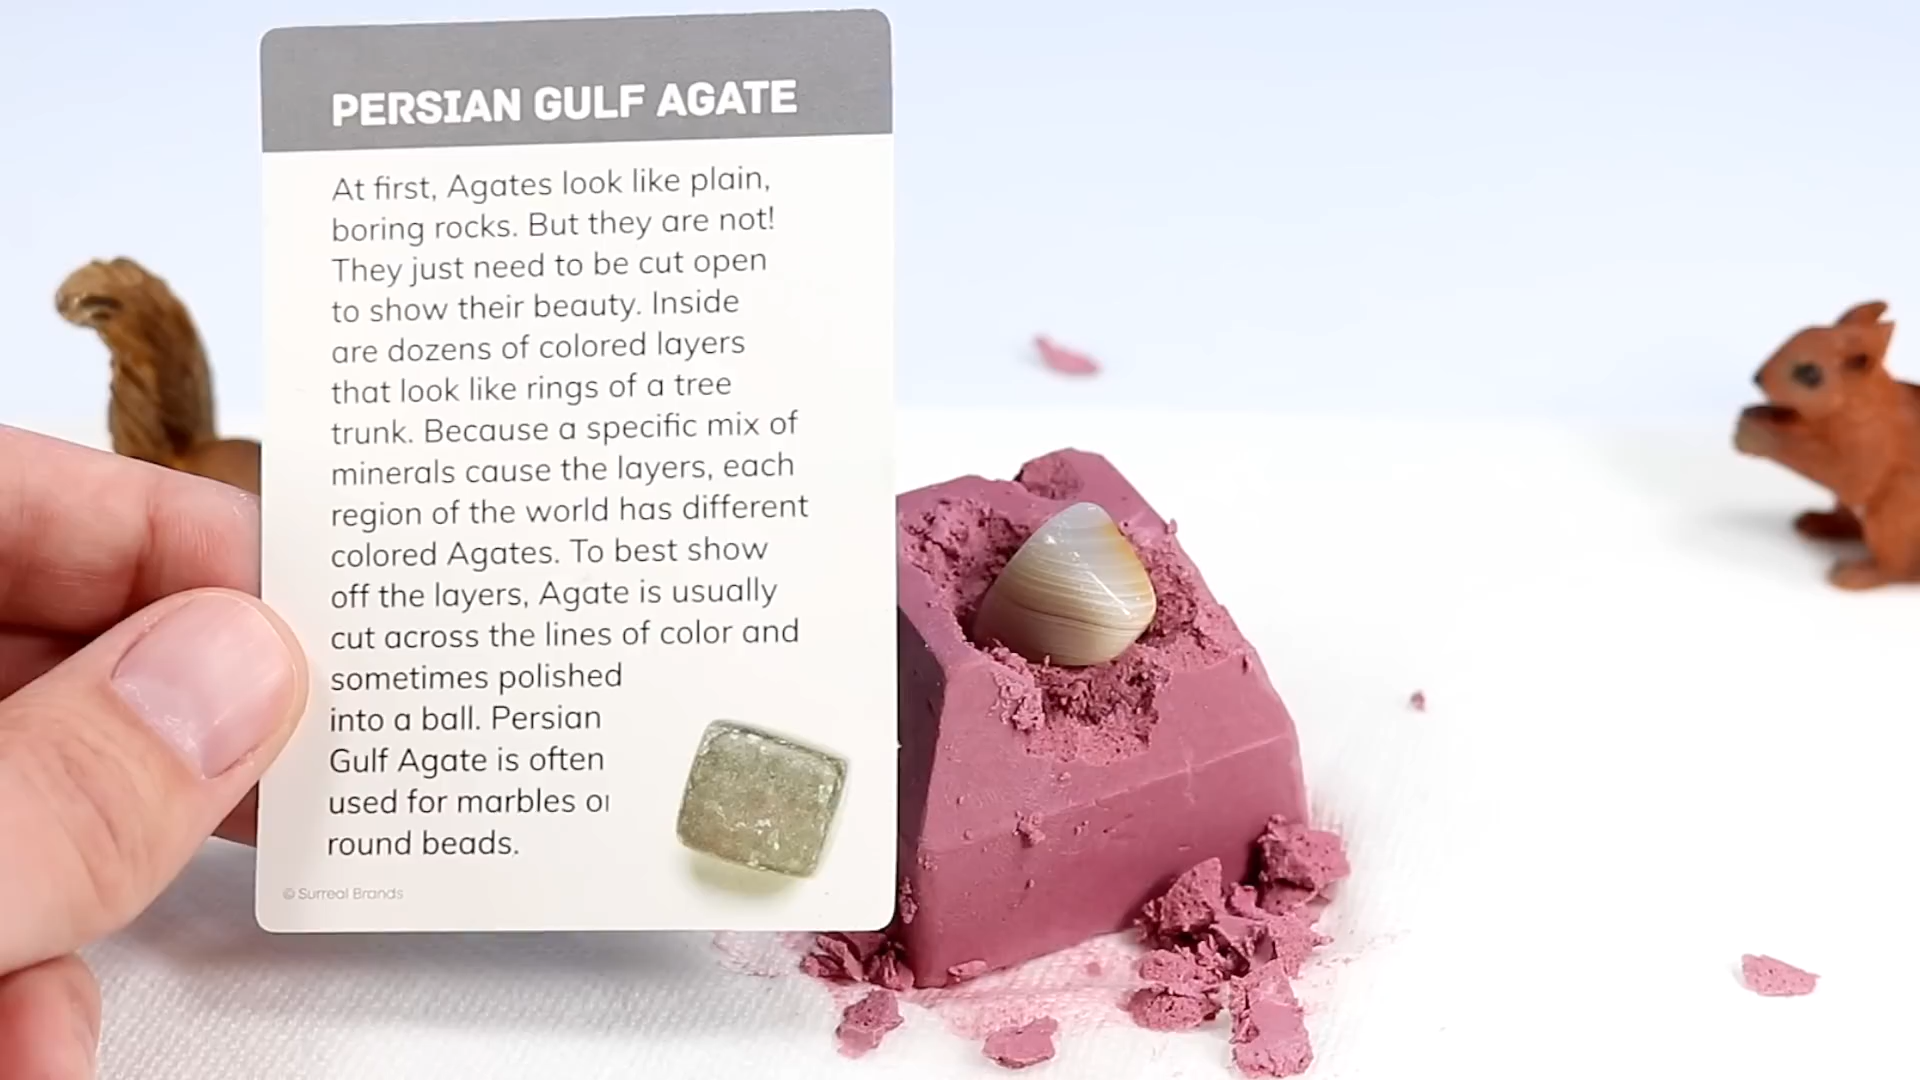 PERSIAN GULF AGATE
At first, Agates look like plain,
boring rocks. But they are not!
They just need to be cut open
to show their beauty. Inside
are dozens of colored layers
that look like rings of a tree
trunk. Because a specific mix of
minerals cause the layers, each
region of the world has different
colored Agates. To best show
off the layers, Agate is usually
cut across the lines of color and
sometimes polished
into a ball. Persian
Gulf Agate is often
used for marbles or
round beads.
© Surreal Brands